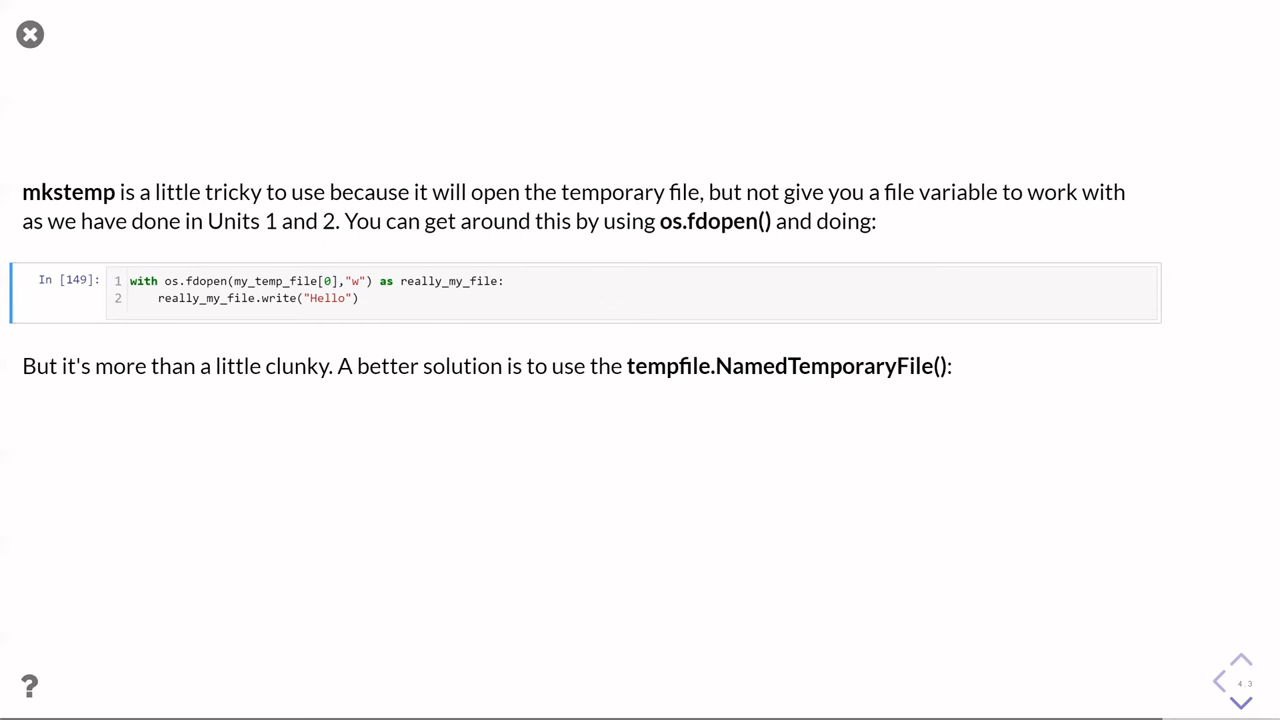 mkstemp is a little tricky to use because it will open the temporary file, but not give you a file variable to work with
as we have done in Units 1 and 2. You can get around this by using os.fdopen() and doing:
In [149]:
1 with os.fdopen(my_temp_file[0],"w") as really_my_file:
2     really_my_file.write("Hello")
But it's more than a little clunky. A better solution is to use the tempfile.NamedTemporaryFile():
?
4.3